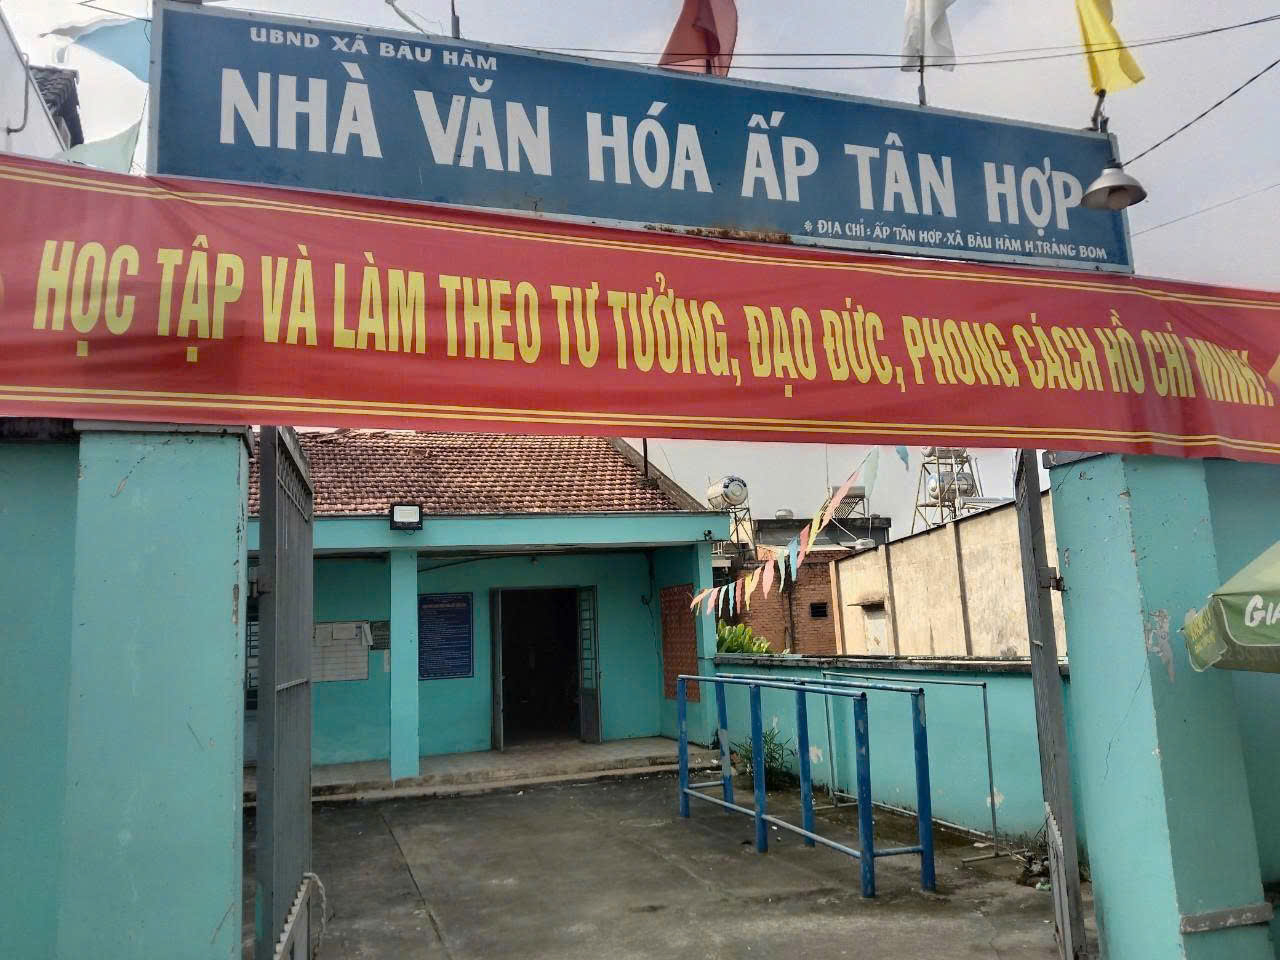 UBND XÃ BÀU HÀM
NHÀ VĂN HÓA ẤP TÂN HỢP
* ĐỊA CHỈ: ẤP TÂN HỢP-XÃ BÀU HÀM H.TRẢNG BOM
HỌC TẬP VÀ LÀM THEO TƯ TƯỞNG, ĐẠO ĐỨC, PHONG CÁCH HỒ CHÍ MINH.